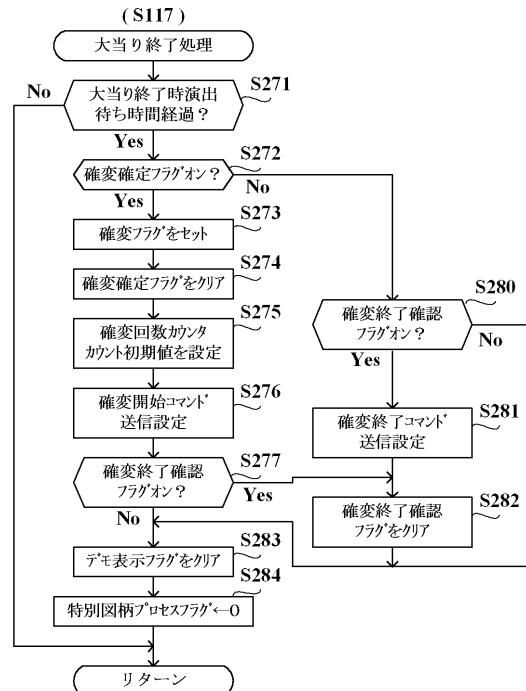 (S117)
大当り終了処理
S271
大当り終了時演出
待ち時間経過？
No
Yes
S272
確変確定フラグオン？
No
Yes
S273
確変フラグをセット
S274
確変確定フラグをクリア
S275
確変回数カウンタ
カウント初期値を設定
S276
確変開始コマンド
送信設定
S277
確変終了確認
フラグオン？
Yes
No
S280
確変終了確認
フラグオン？
No
Yes
S281
確変終了コマンド
送信設定
S282
確変終了確認
フラグをクリア
S283
デモ表示フラグをクリア
S284
特別図柄プロセスフラグ←0
リターン